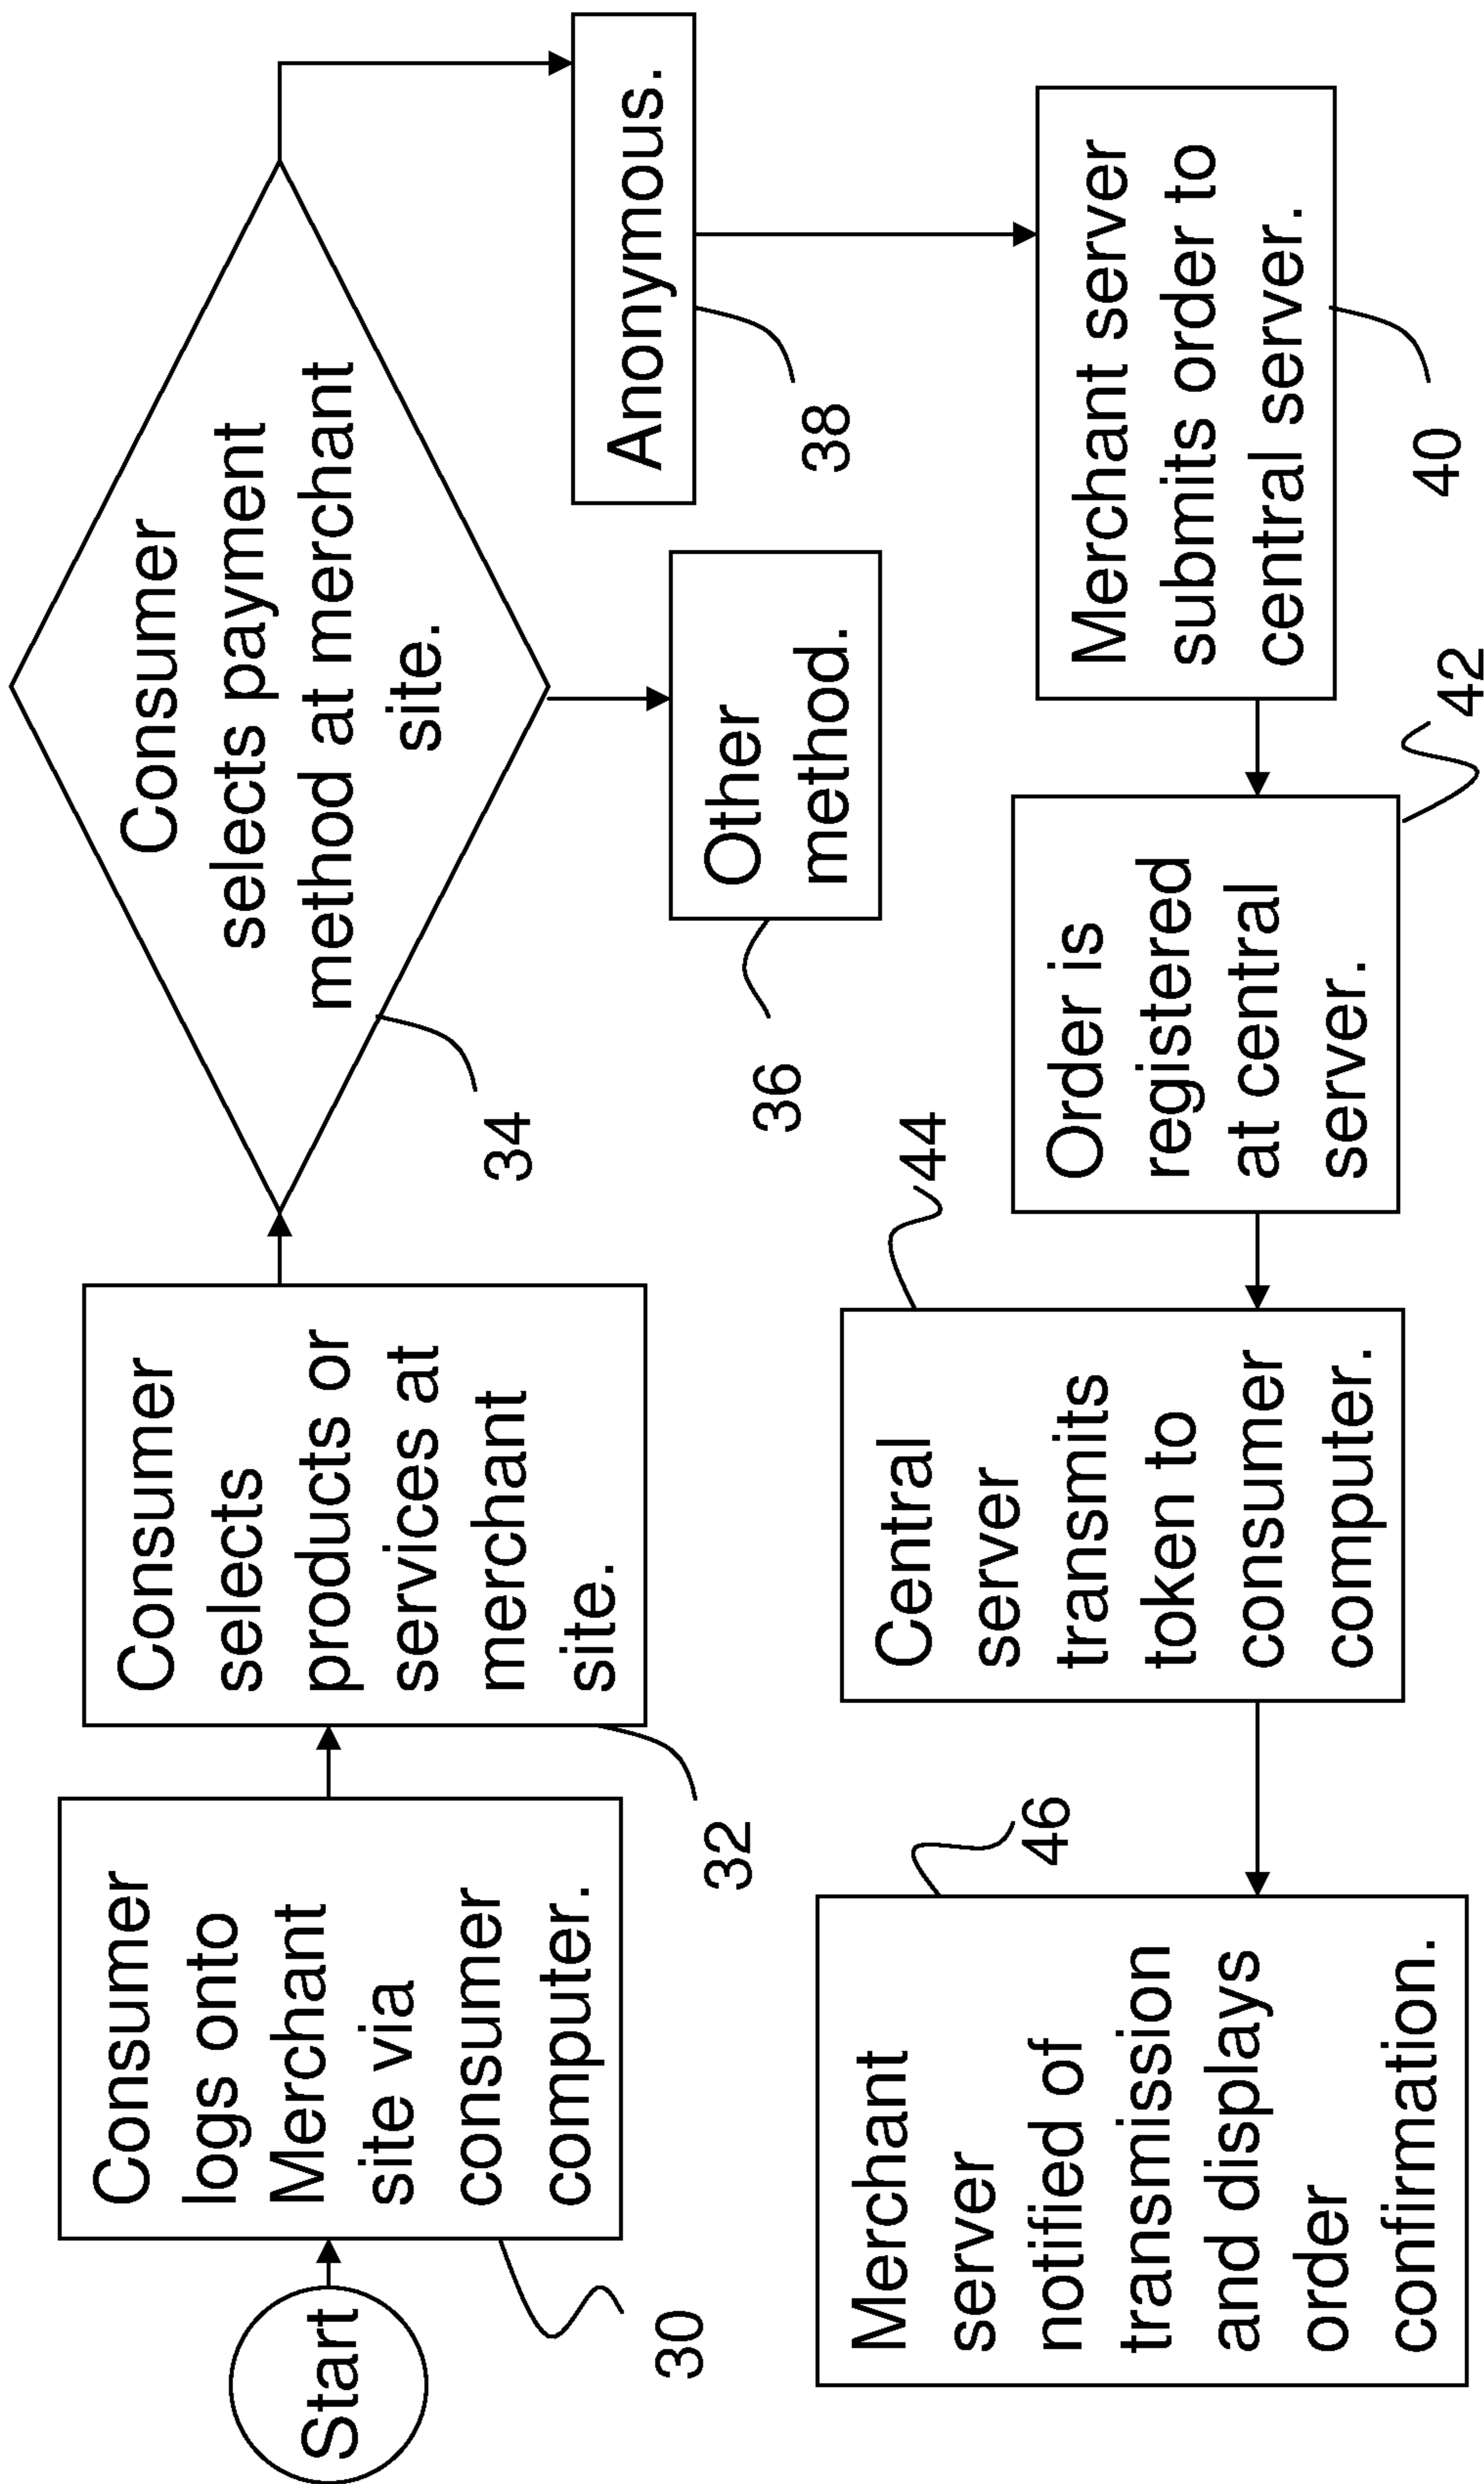 Start
Consumer
logs onto
Merchant
site via
consumer
computer.
30
Consumer
selects
products or
services at
merchant
site.
32
Consumer
selects payment
method at merchant
site.
34
Other
method.
36
Anonymous.
38
Merchant server
submits order to
central server.
40
Order is
registered
at central
server.
42
Central
server
transmits
token to
consumer
computer.
44
Merchant
server
notified of
transmission
and displays
order
confirmation.
46